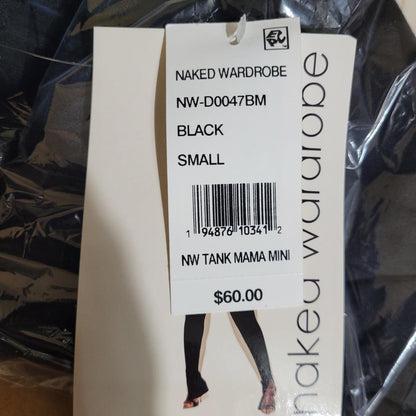 NAKED WARDROBE
NW-D0047BM
BLACK
SMALL
1 94876 10341 2
NW TANK MAMA MINI
$60.00
naked wardrobe